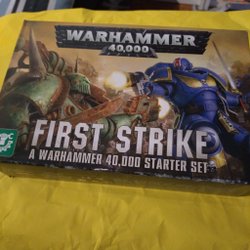 WARHAMMER
40,000
FIRST STRIKE
A WARHAMMER 40,000 STARTER SET